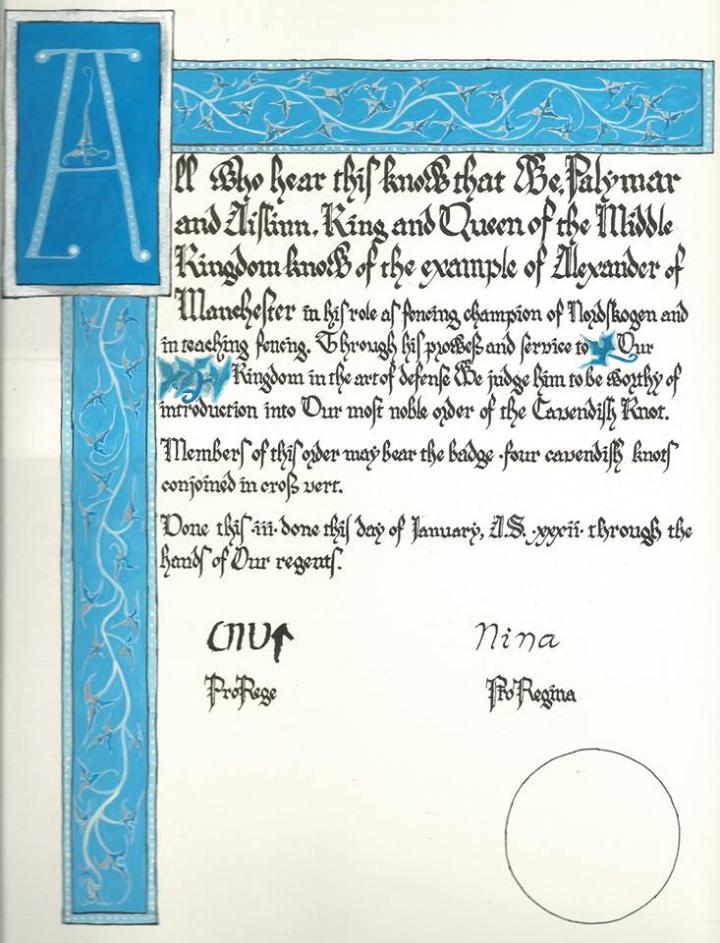 All who hear this know that We, Palymar
and Aislinn, King and Queen of the Middle
Kingdom know of the example of Alexander of
Manchester in his role as fencing champion of Nordskogen and
in teaching fencing. Through his prowess and service to Our
Kingdom in the art of defense We judge him to be worthy of
introduction into Our most noble order of the Cavendish Knot.
Members of this order may bear the badge ·four cavendish knots
conjoined in cross vert.
Done this ·iii· done this day of January, A.S. ·xxxii· through the
hands of Our regents.
CNUT Nina
ProRege ProRegina